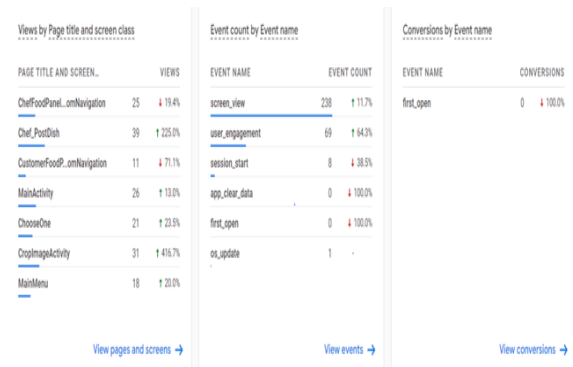 Views by Page title and screen class
PAGE TITLE AND SCREEN... VIEWS
ChefFoodPanel...omNavigation 25 ↓ 19.4%
Chef_PostDish 39 ↑ 225.0%
CustomerFoodP...omNavigation 11 ↓ 71.1%
MainActivity 26 ↑ 13.0%
ChooseOne 21 ↑ 23.5%
CropImageActivity 31 ↑ 416.7%
MainMenu 18 ↑ 20.0%
View pages and screens →
Event count by Event name
EVENT NAME EVENT COUNT
screen_view 238 ↑ 11.7%
user_engagement 69 ↑ 64.3%
session_start 8 ↓ 38.5%
app_clear_data 0 ↓ 100.0%
first_open 0 ↓ 100.0%
os_update 1 -
View events →
Conversions by Event name
EVENT NAME CONVERSIONS
first_open 0 ↓ 100.0%
View conversions →